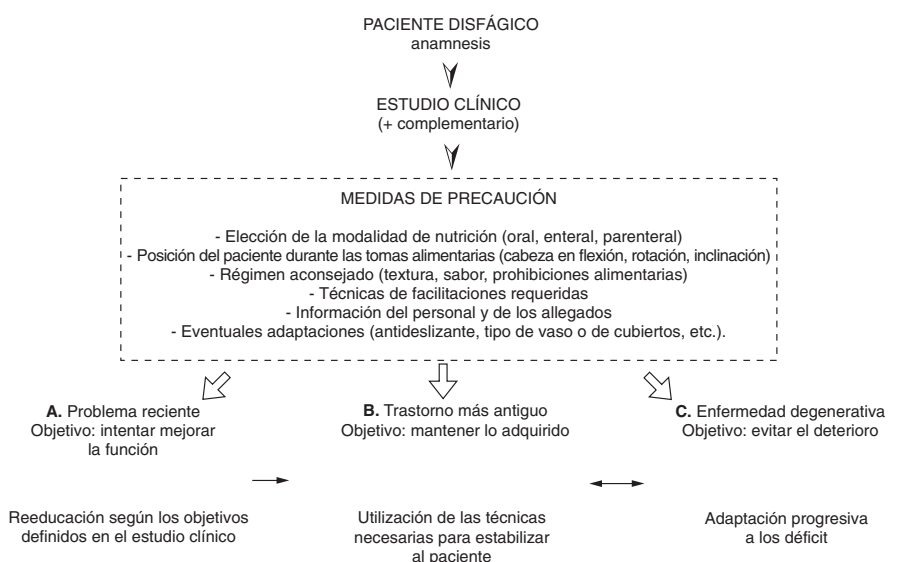 PACIENTE DISFÁGICO
anamnesis
ESTUDIO CLÍNICO
(+ complementario)
MEDIDAS DE PRECAUCIÓN
- Elección de la modalidad de nutrición (oral, enteral, parenteral)
- Posición del paciente durante las tomas alimentarias (cabeza en flexión, rotación, inclinación)
- Régimen aconsejado (textura, sabor, prohibiciones alimentarias)
- Técnicas de facilitaciones requeridas
- Información del personal y de los allegados
- Eventuales adaptaciones (antideslizante, tipo de vaso o de cubiertos, etc.).
A. Problema reciente
Objetivo: intentar mejorar
la función
B. Trastorno más antiguo
Objetivo: mantener lo adquirido
C. Enfermedad degenerativa
Objetivo: evitar el deterioro
Reeducación según los objetivos
definidos en el estudio clínico
Utilización de las técnicas
necesarias para estabilizar
al paciente
Adaptación progresiva
a los déficit